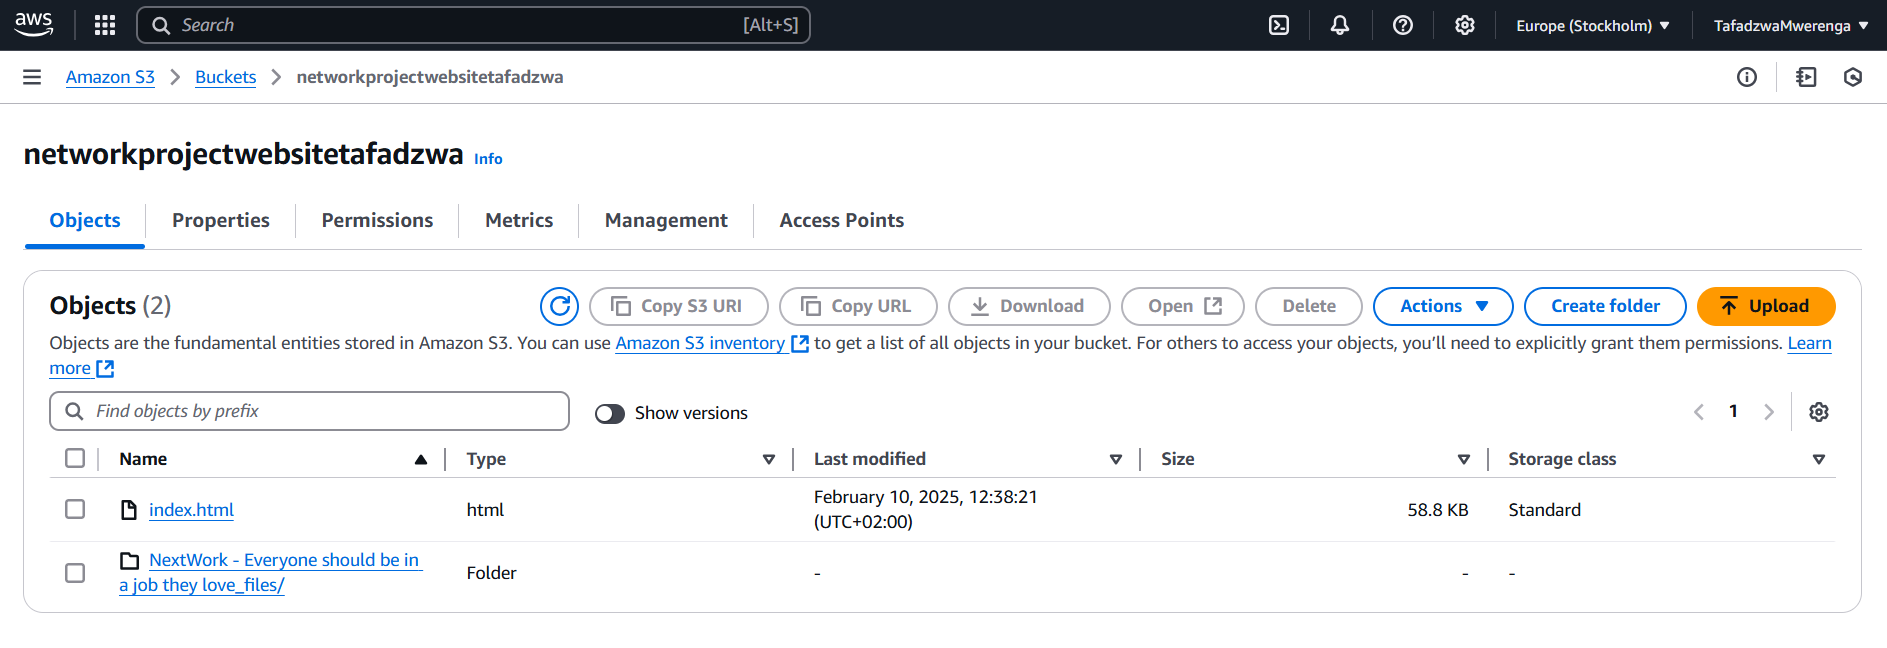 aws
Search [Alt+S]
Europe (Stockholm)
TafadzwaMwerenga
Amazon S3 > Buckets > networkprojectwebsitetafadzwa
networkprojectwebsitetafadzwa Info
Objects
Properties
Permissions
Metrics
Management
Access Points
Objects (2)
Copy S3 URI
Copy URL
Download
Open
Delete
Actions
Create folder
Upload
Objects are the fundamental entities stored in Amazon S3. You can use Amazon S3 inventory to get a list of all objects in your bucket. For others to access your objects, you’ll need to explicitly grant them permissions. Learn
more
Find objects by prefix
Show versions
1
Name
Type
Last modified
Size
Storage class
index.html
html
February 10, 2025, 12:38:21
(UTC+02:00)
58.8 KB
Standard
NextWork - Everyone should be in
a job they love_files/
Folder
-
-
-